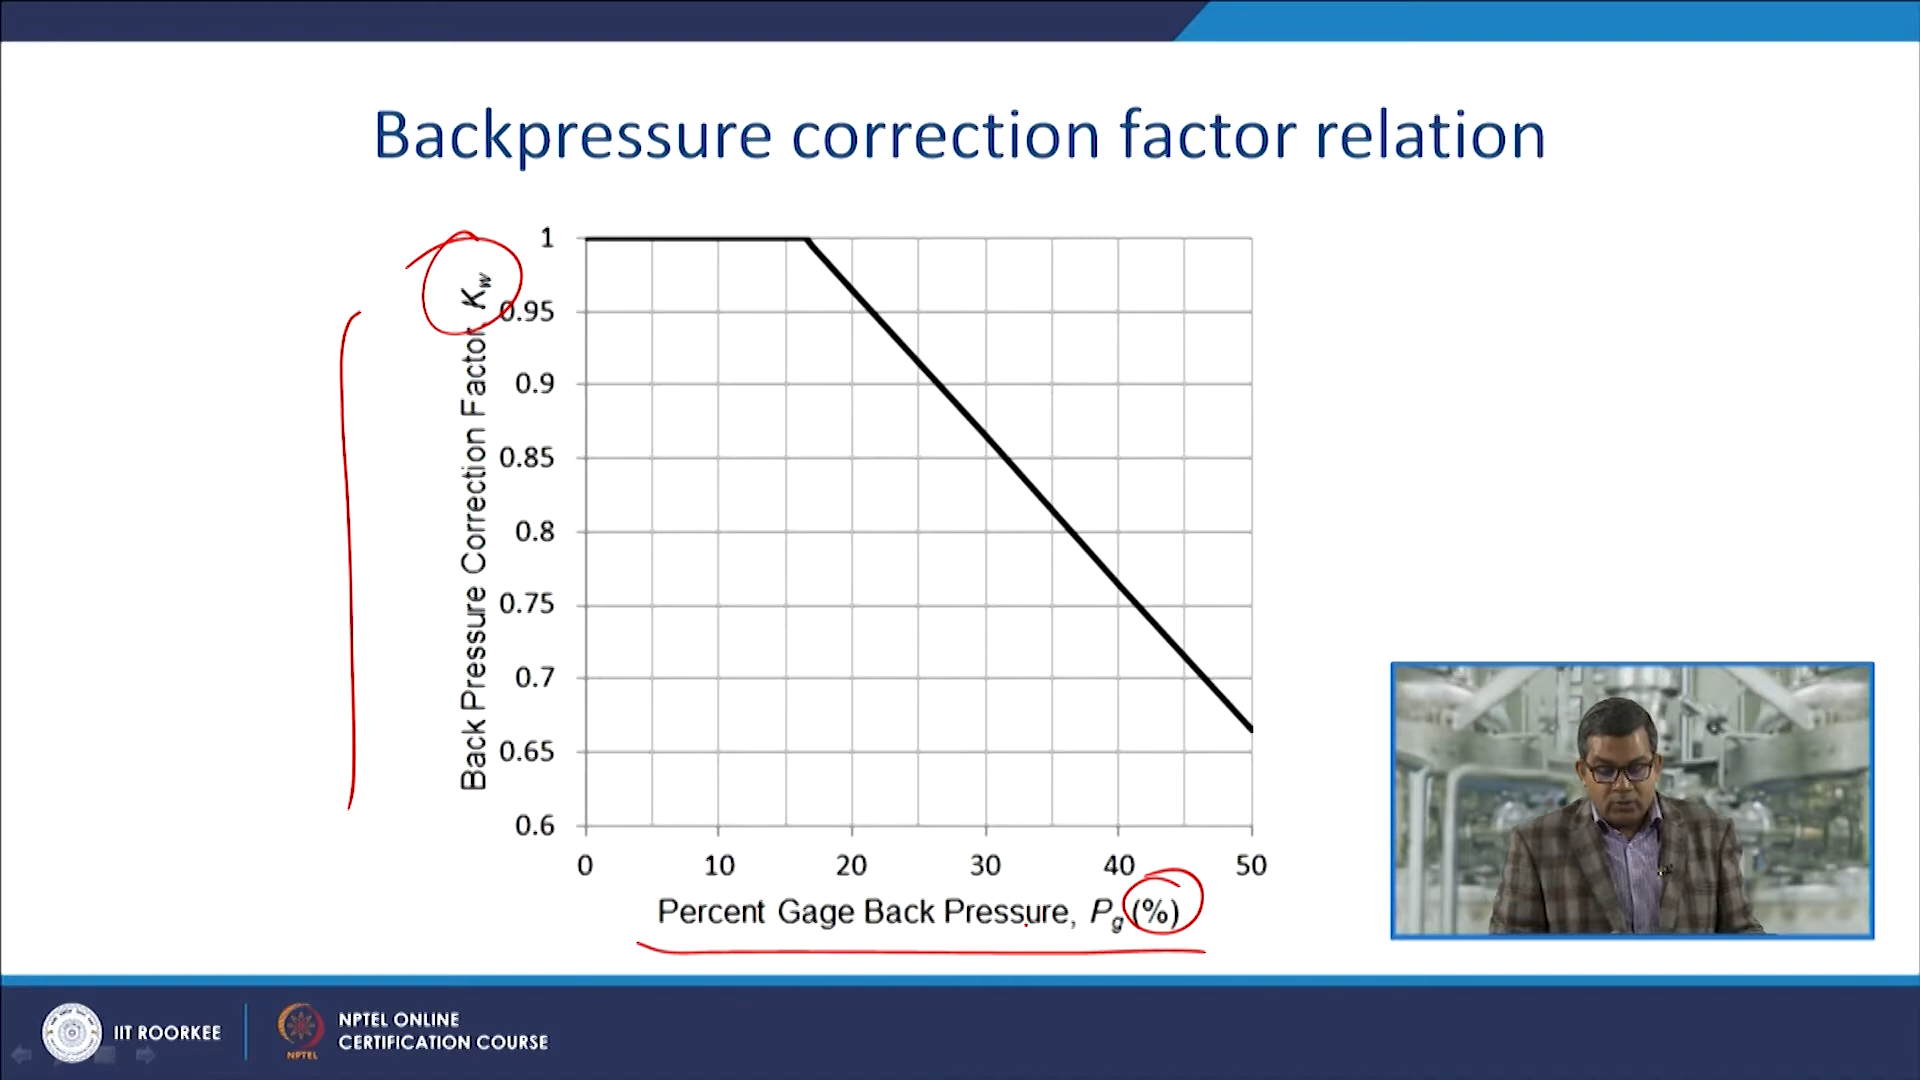 Backpressure correction factor relation
Back Pressure Correction Factor, Kw
1
0.95
0.9
0.85
0.8
0.75
0.7
0.65
0.6
0 10 20 30 40 50
Percent Gage Back Pressure, Pg (%)
IIT ROORKEE
NPTEL
NPTEL ONLINE
CERTIFICATION COURSE